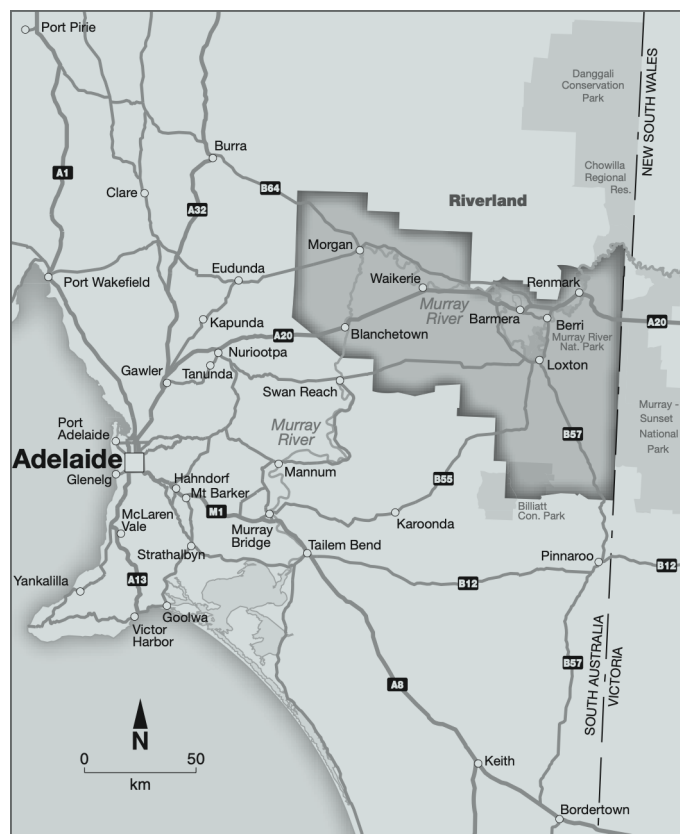 Port Pirie
Danggali
Conservation
Park
NEW SOUTH WALES
Burra
A1
Chowilla
Regional
Res.
Clare
B64
A32
Riverland
Morgan
Eudunda
Port Wakefield
Waikerie
Renmark
Murray
River
Barmera
Berri
A20
Kapunda
A20
Blanchetown
Murray River
Nat. Park
Nuriootpa
Loxton
Gawler
Tanunda
Swan Reach
Murray -
Sunset
National
Park
Port
Adelaide
Murray
River
B57
Adelaide
Mannum
Glenelg
Hahndorf
Mt Barker
B55
M1
Billiatt
Con. Park
McLaren
Vale
Murray
Bridge
Karoonda
Strathalbyn
Tailem Bend
Pinnaroo
Yankalilla
A13
B12
B12
Goolwa
Victor
Harbor
SOUTH AUSTRALIA
VICTORIA
B57
A8
N
0 50
km
Keith
Bordertown